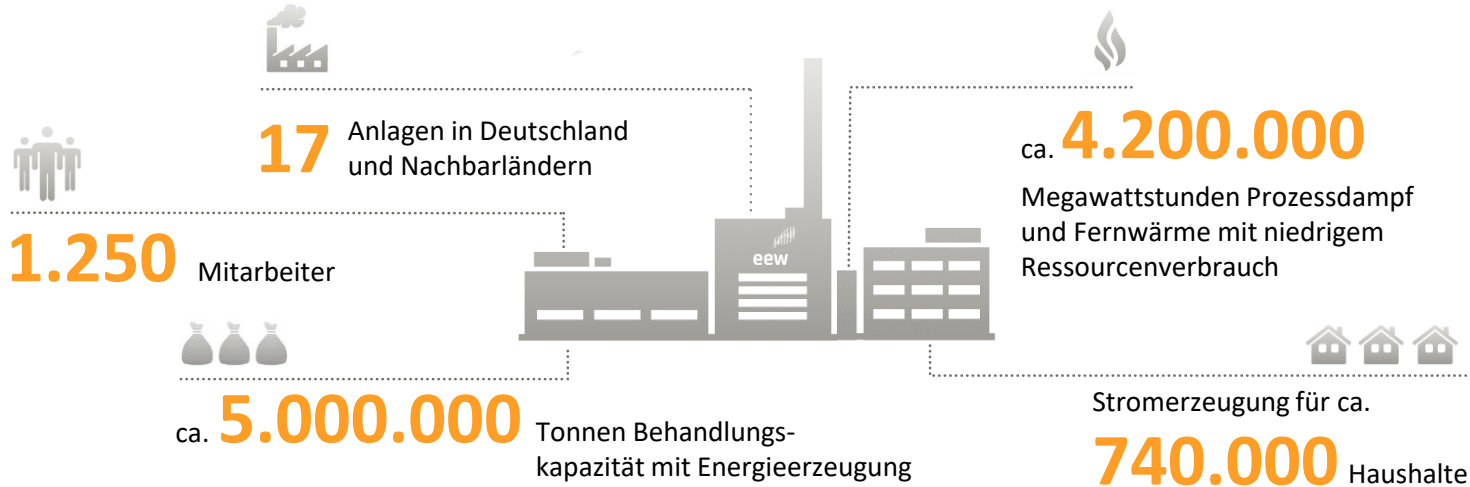 17 Anlagen in Deutschland
und Nachbarländern
ca. 4.200.000
Megawattstunden Prozessdampf
und Fernwärme mit niedrigem
Ressourcenverbrauch
1.250 Mitarbeiter
eew
ca. 5.000.000 Tonnen Behandlungs-
kapazität mit Energieerzeugung
Stromerzeugung für ca.
740.000 Haushalte